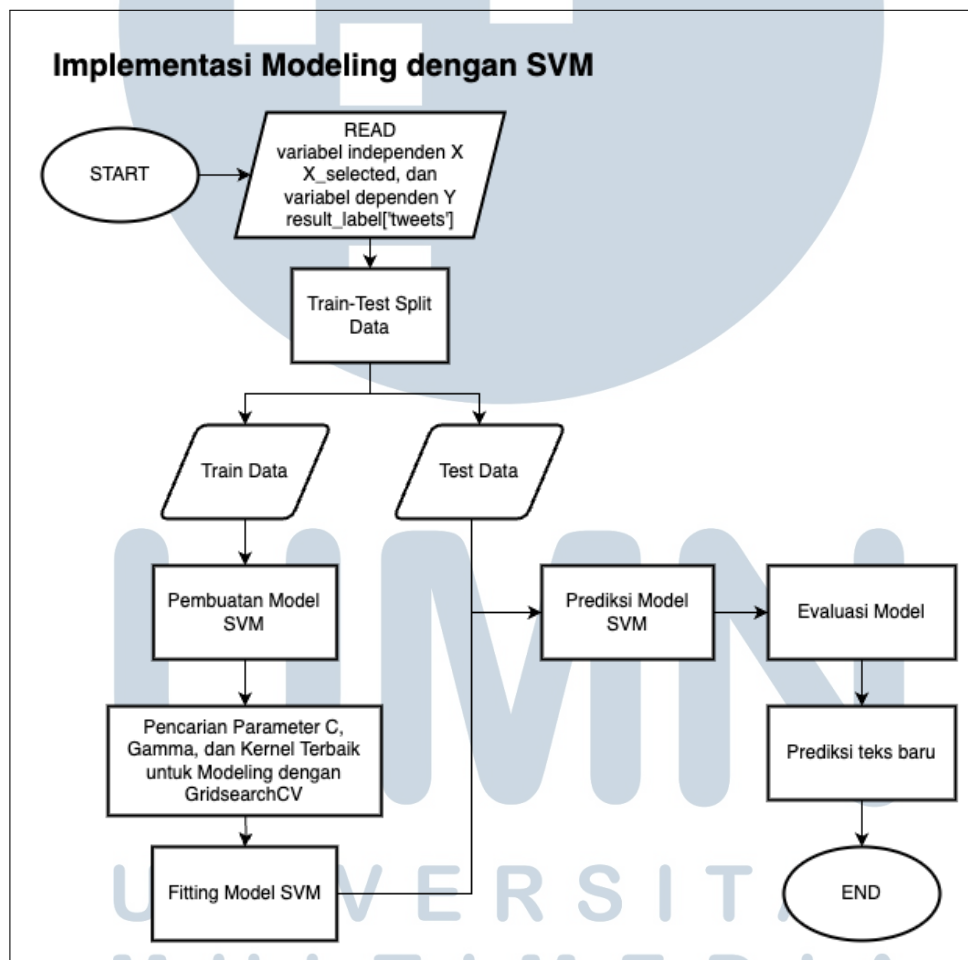 Implementasi Modeling dengan SVM
START
READ
variabel independen X
X_selected, dan
variabel dependen Y
result_label['tweets']
Train-Test Split
Data
Train Data
Test Data
Pembuatan Model
SVM
Prediksi Model
SVM
Evaluasi Model
Pencarian Parameter C,
Gamma, dan Kernel Terbaik
untuk Modeling dengan
GridsearchCV
Prediksi teks baru
Fitting Model SVM
END
UMN